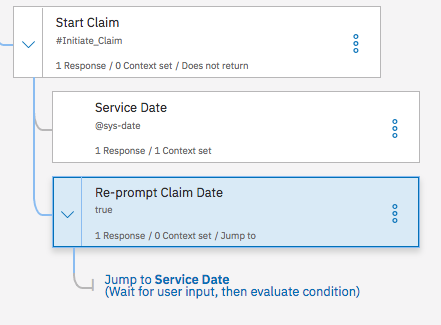 Start Claim
#Initiate_Claim
1 Response / 0 Context set / Does not return
Service Date
@sys-date
1 Response / 1 Context set
Re-prompt Claim Date
true
1 Response / 0 Context set / Jump to
Jump to Service Date
(Wait for user input, then evaluate condition)